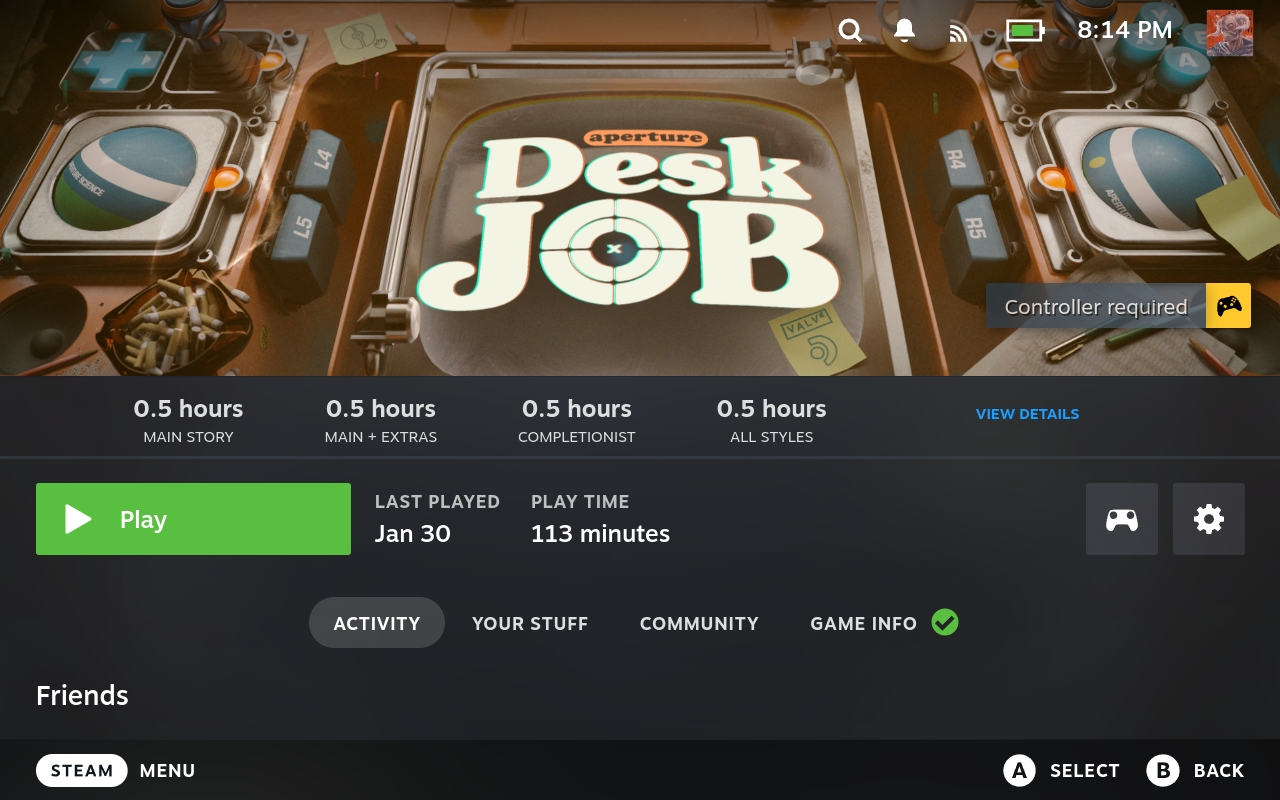 8:14 PM
L4
L5
R4
R5
APERTURE
aperture
Desk
JOB
VALVE
Controller required
0.5 hours
MAIN STORY
0.5 hours
MAIN + EXTRAS
0.5 hours
COMPLETIONIST
0.5 hours
ALL STYLES
VIEW DETAILS
Play
LAST PLAYED
Jan 30
PLAY TIME
113 minutes
ACTIVITY
YOUR STUFF
COMMUNITY
GAME INFO
Friends
STEAM
MENU
A
SELECT
B
BACK